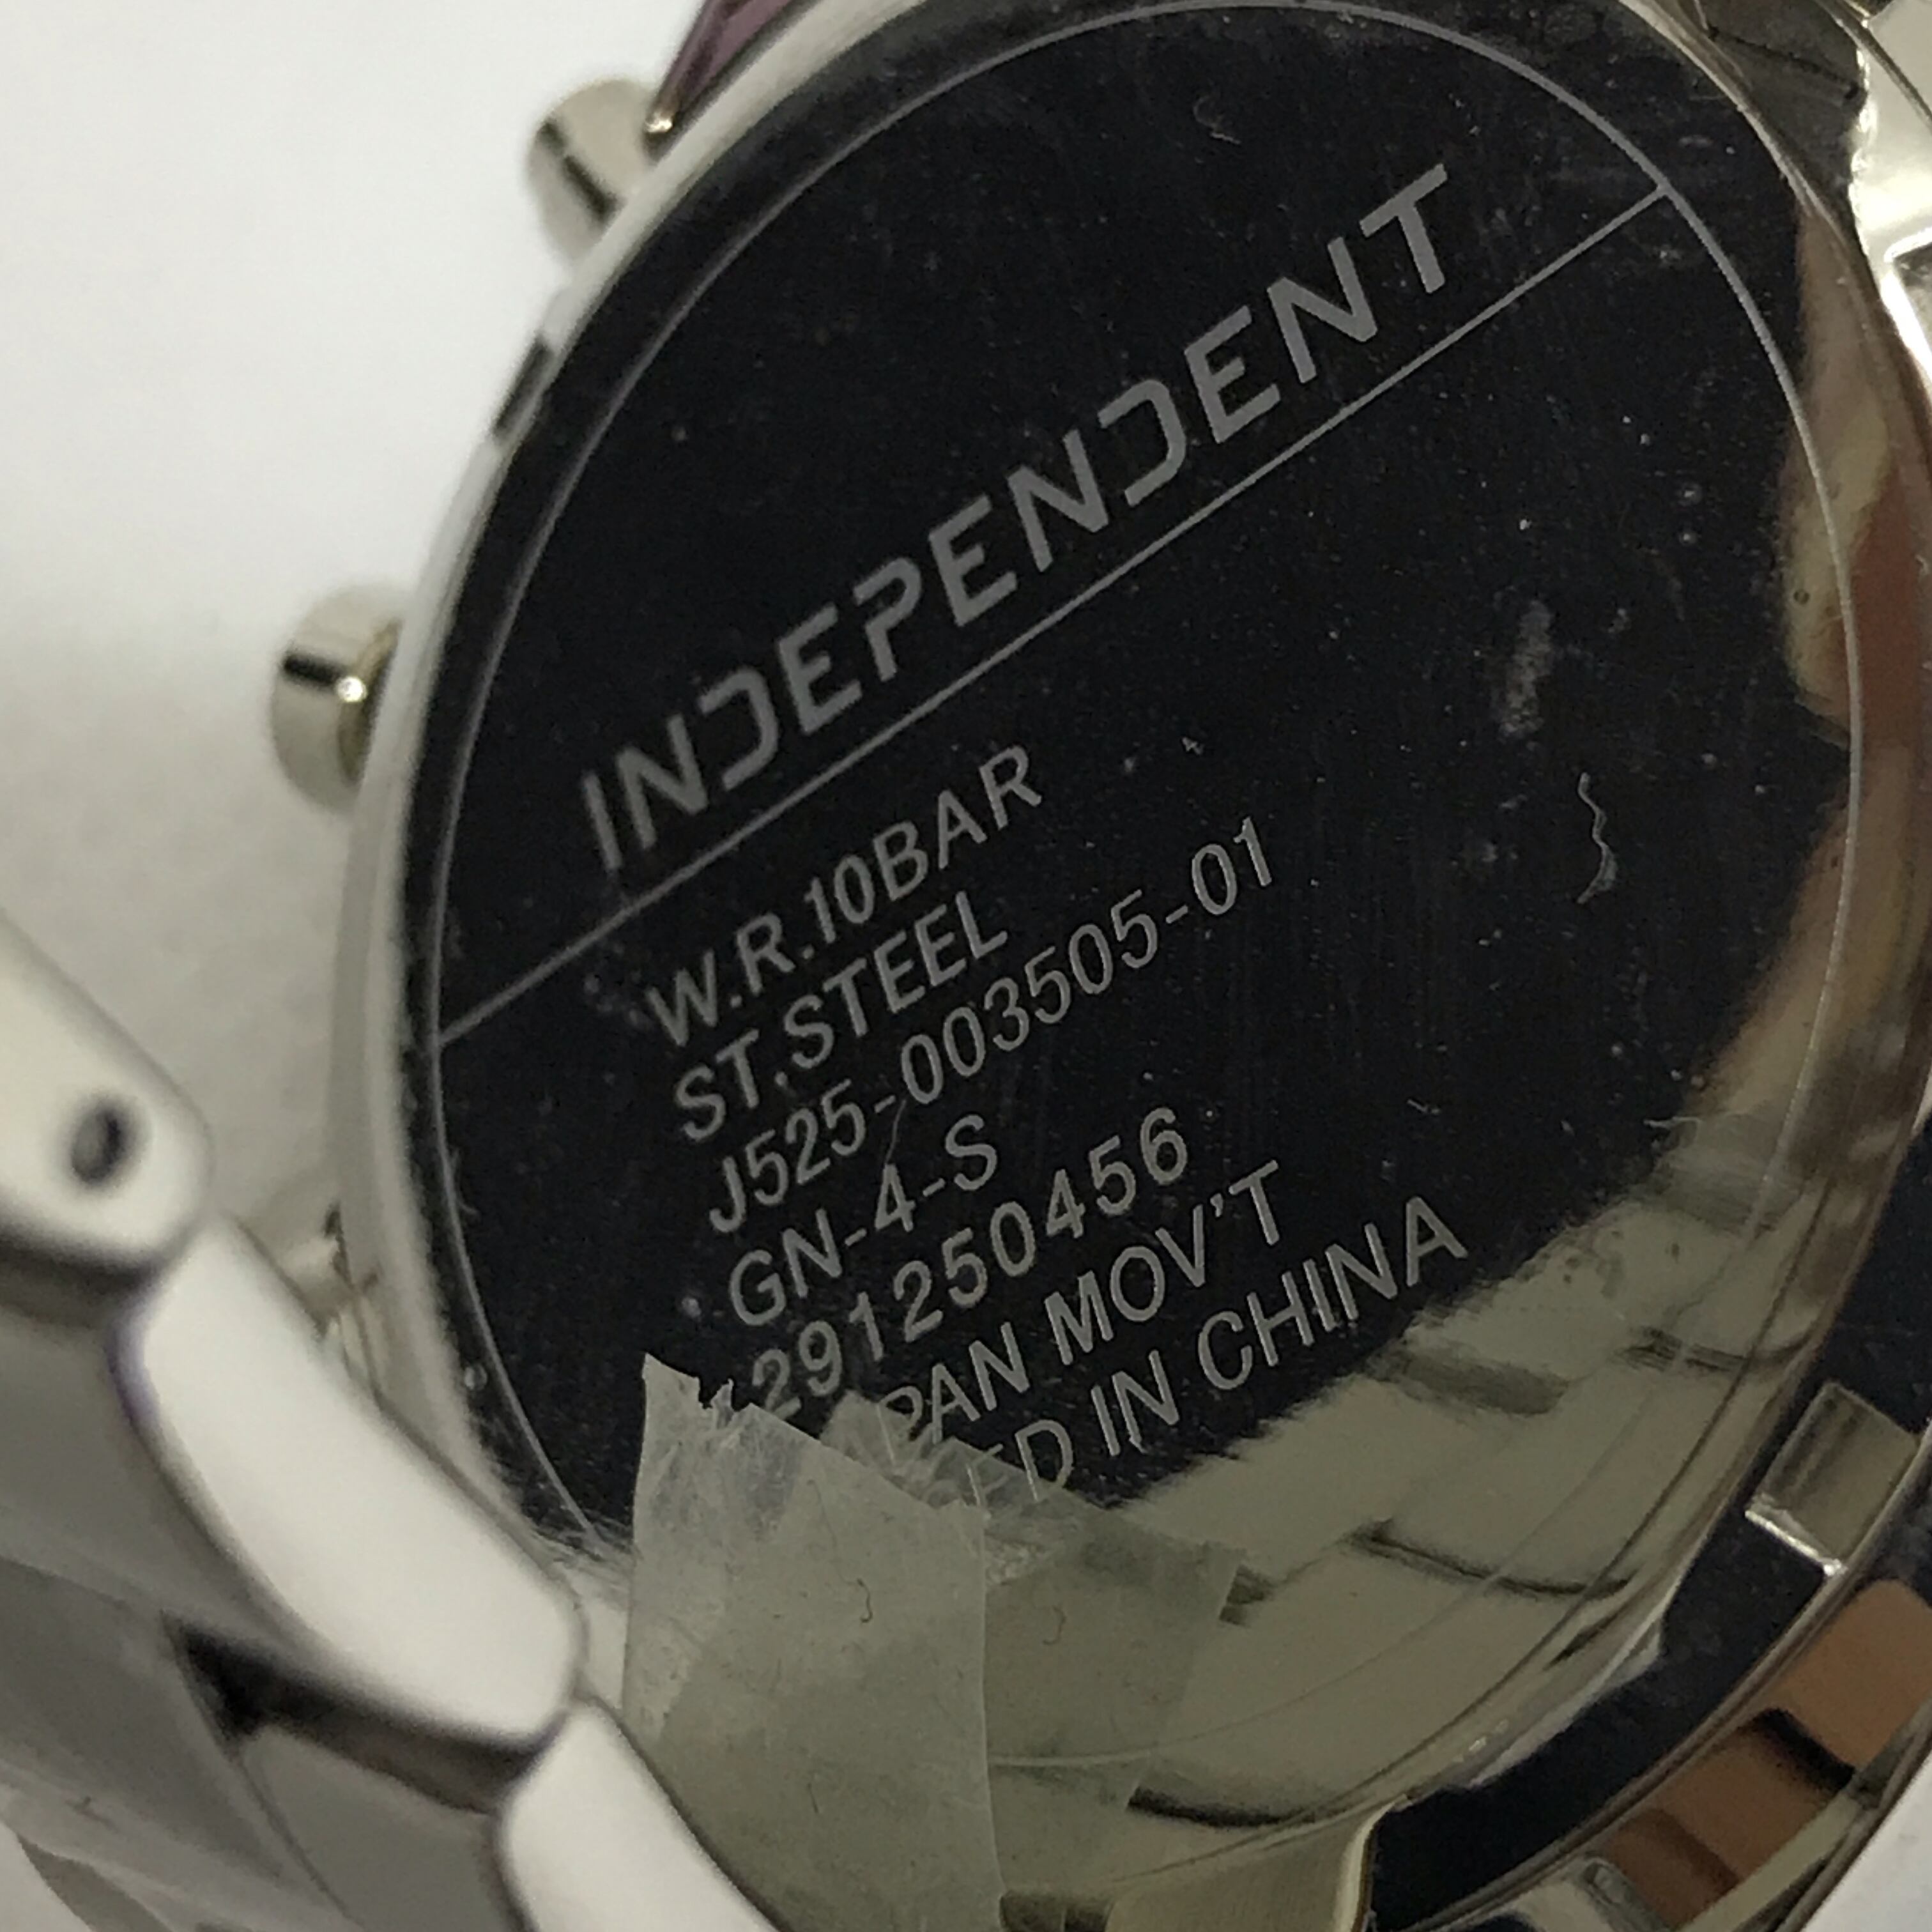 INDEPENDENT
W.R.10BAR
ST.STEEL
J525-003505-01
GN-4-S
291250456
PAN MOV'T
ED IN CHINA